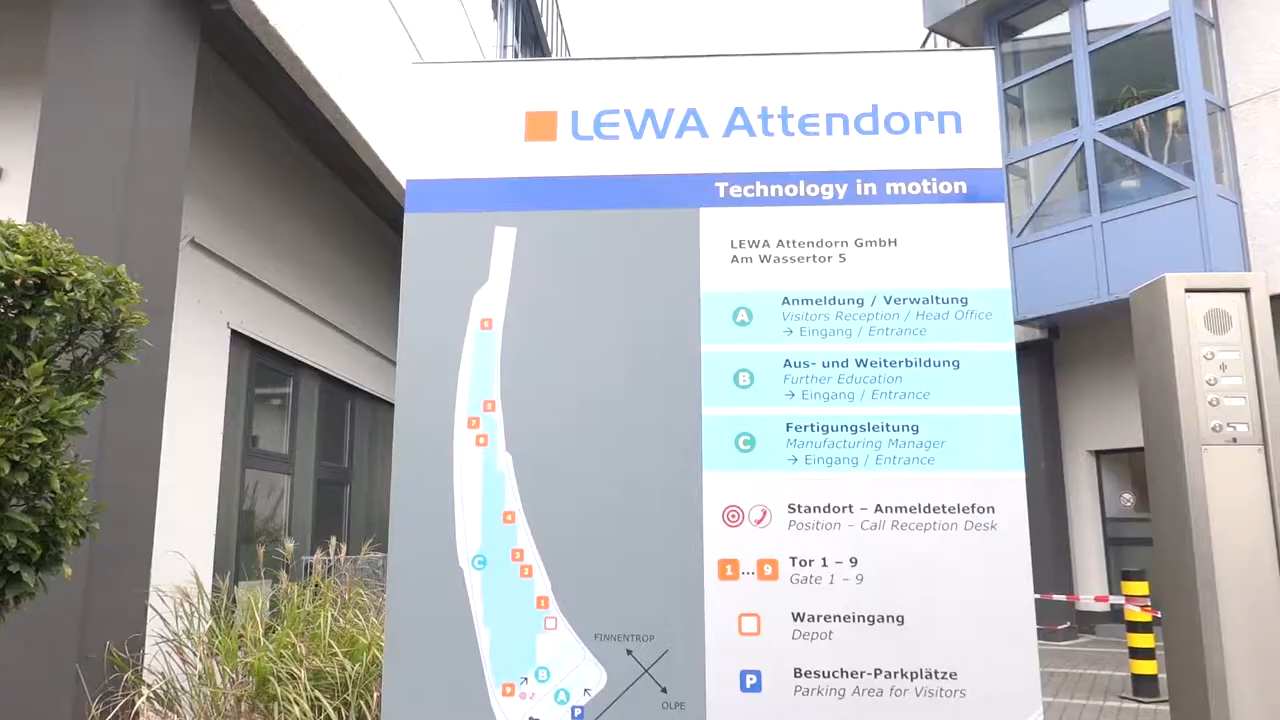 LEWA Attendorn
Technology in motion
LEWA Attendorn GmbH
Am Wassertor 5
A
Anmeldung / Verwaltung
Visitors Reception / Head Office
→ Eingang / Entrance
B
Aus- und Weiterbildung
Further Education
→ Eingang / Entrance
C
Fertigungsleitung
Manufacturing Manager
→ Eingang / Entrance
Standort – Anmeldetelefon
Position – Call Reception Desk
1...9
Tor 1 – 9
Gate 1 – 9
Wareneingang
Depot
P
Besucher-Parkplätze
Parking Area for Visitors
7
4
C
3
2
1
B
9
A
P
FINNENTROP
OLPE